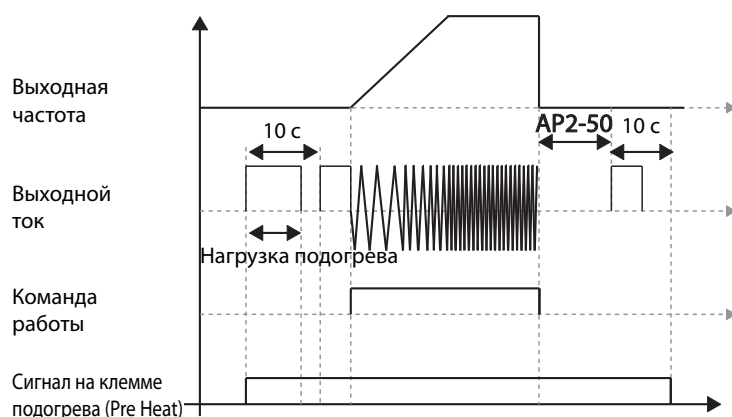 Выходная
частота
10 с
AP2-50 10 с
Выходной
ток
Нагрузка подогрева
Команда
работы
Сигнал на клемме
подогрева (Pre Heat)